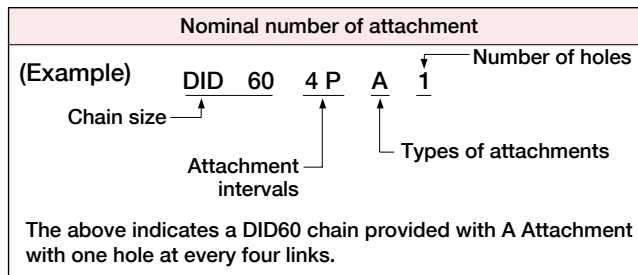 Nominal number of attachment
(Example)
Number of holes
DID 60 4 P A 1
Chain size
Types of attachments
Attachment
intervals
The above indicates a DID60 chain provided with A Attachment
with one hole at every four links.